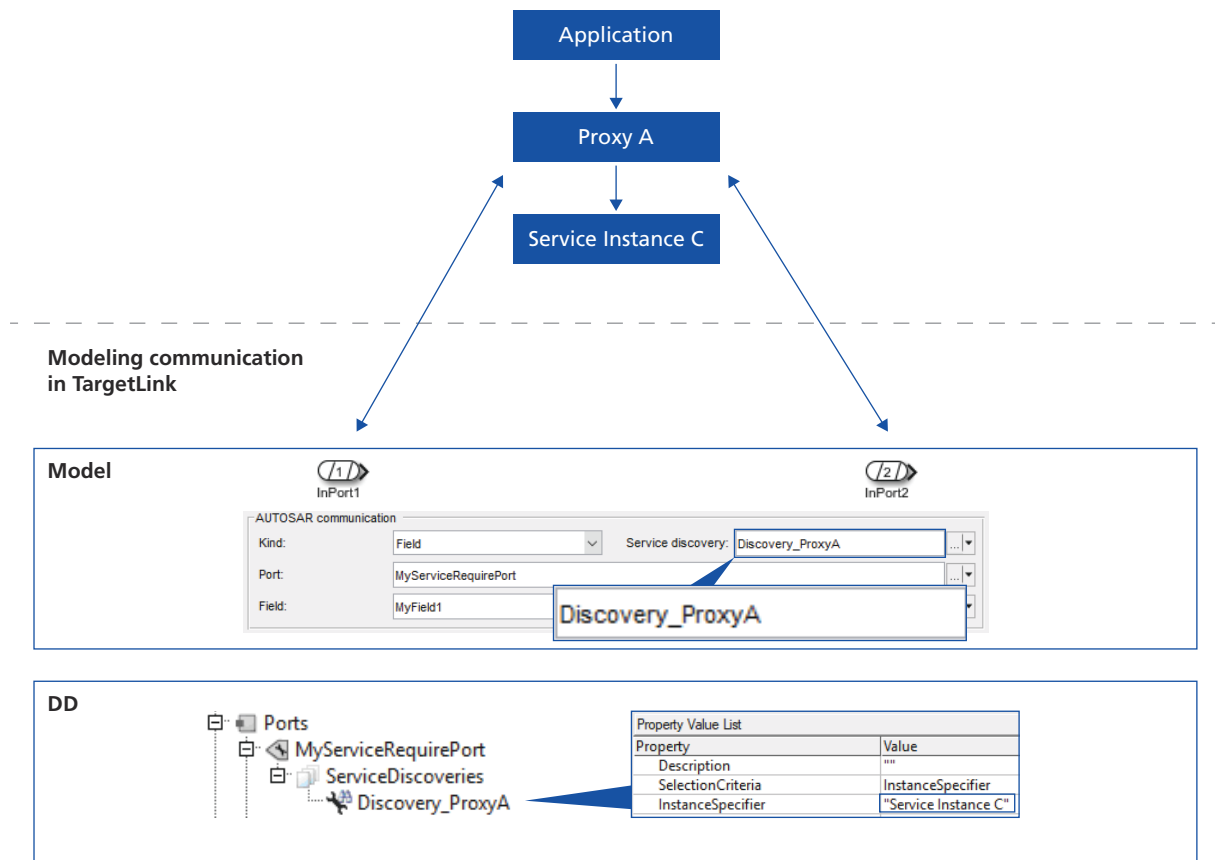 Application
Proxy A
Service Instance C
Modeling communication
in TargetLink
Model
1
InPort1
2
InPort2
AUTOSAR communication
Kind:
Field
Service discovery:
Discovery_ProxyA
...
Port:
MyServiceRequirePort
...
Field:
MyField1
Discovery_ProxyA
DD
Ports
MyServiceRequirePort
ServiceDiscoveries
Discovery_ProxyA
Property Value List
Property Value
Description ""
SelectionCriteria InstanceSpecifier
InstanceSpecifier "Service Instance C"